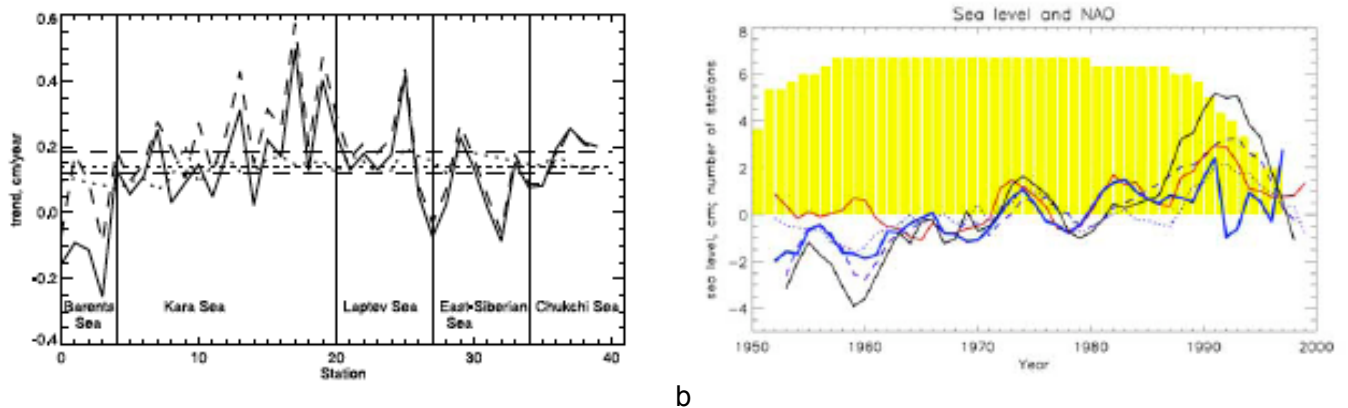 Sea level and NAO
trend, cm/year
0.6
0.4
0.2
0.0
-0.2
-0.4
Barents
Sea
Kara Sea
Laptev Sea
East-Siberian
Sea
Chukchi Sea
0
10
20
30
40
Station
sea level, cm; number of stations
8
6
4
2
0
-2
-4
1950
1960
1970
1980
1990
2000
Year
b